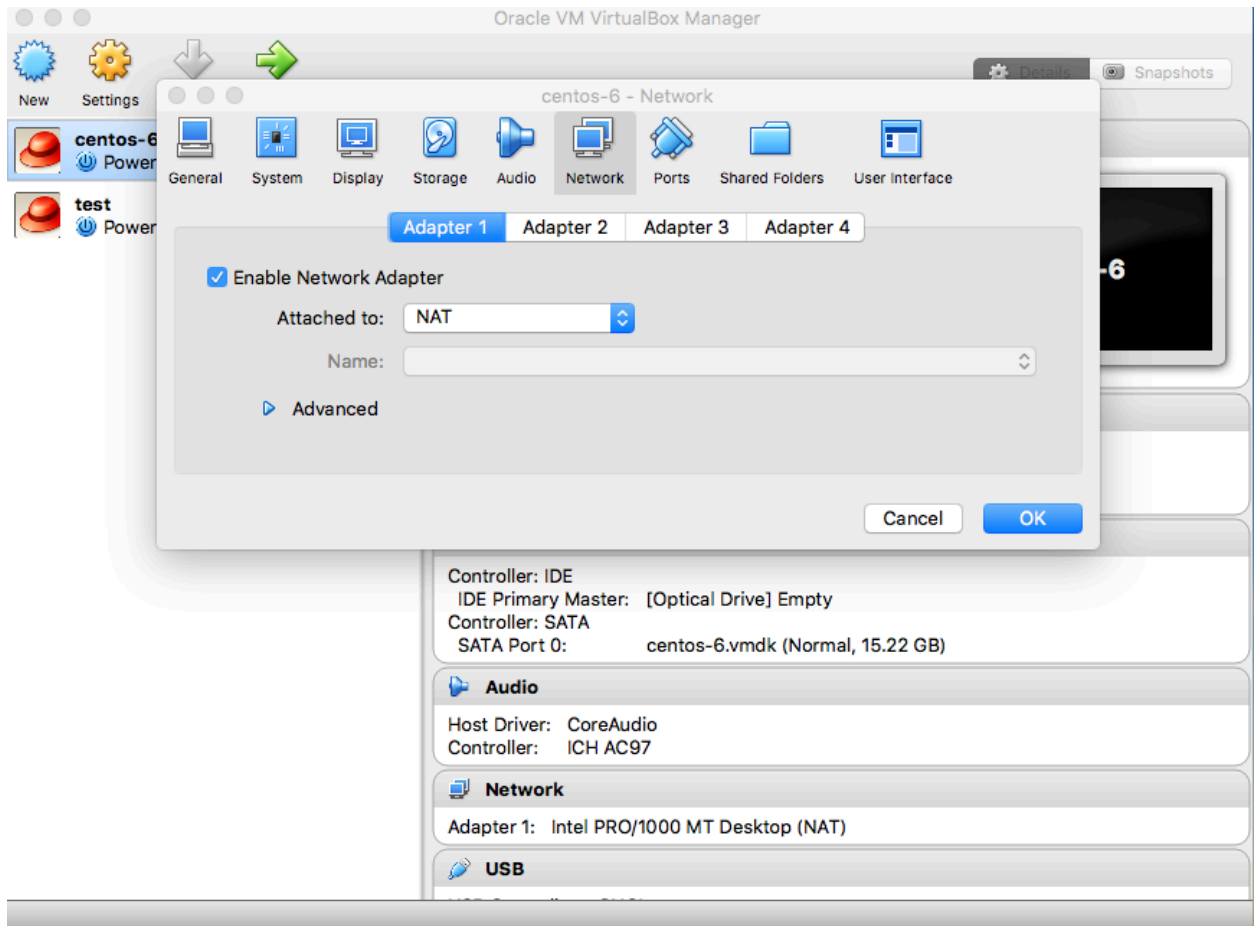 Oracle VM VirtualBox Manager
New Settings
Details Snapshots
centos-6
Power
test
Power
centos-6 - Network
General System Display Storage Audio Network Ports Shared Folders User Interface
Adapter 1 Adapter 2 Adapter 3 Adapter 4
Enable Network Adapter
Attached to: NAT
Name:
Advanced
Cancel OK
-6
Controller: IDE
IDE Primary Master: [Optical Drive] Empty
Controller: SATA
SATA Port 0: centos-6.vmdk (Normal, 15.22 GB)
Audio
Host Driver: CoreAudio
Controller: ICH AC97
Network
Adapter 1: Intel PRO/1000 MT Desktop (NAT)
USB